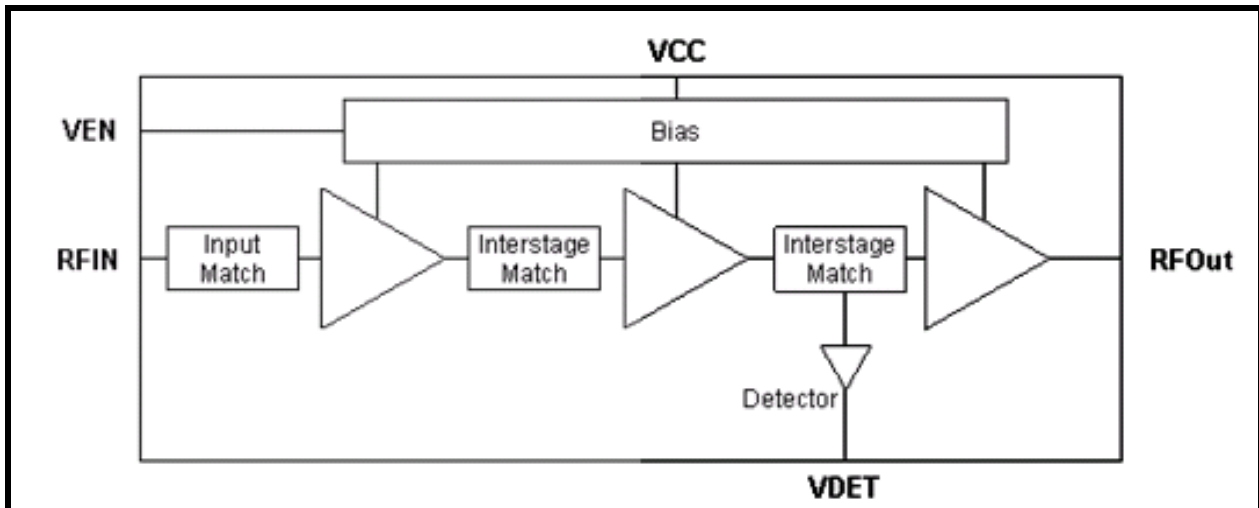 VCC
VEN
Bias
RFIN
Input
Match
Interstage
Match
Interstage
Match
RFOut
Detector
VDET